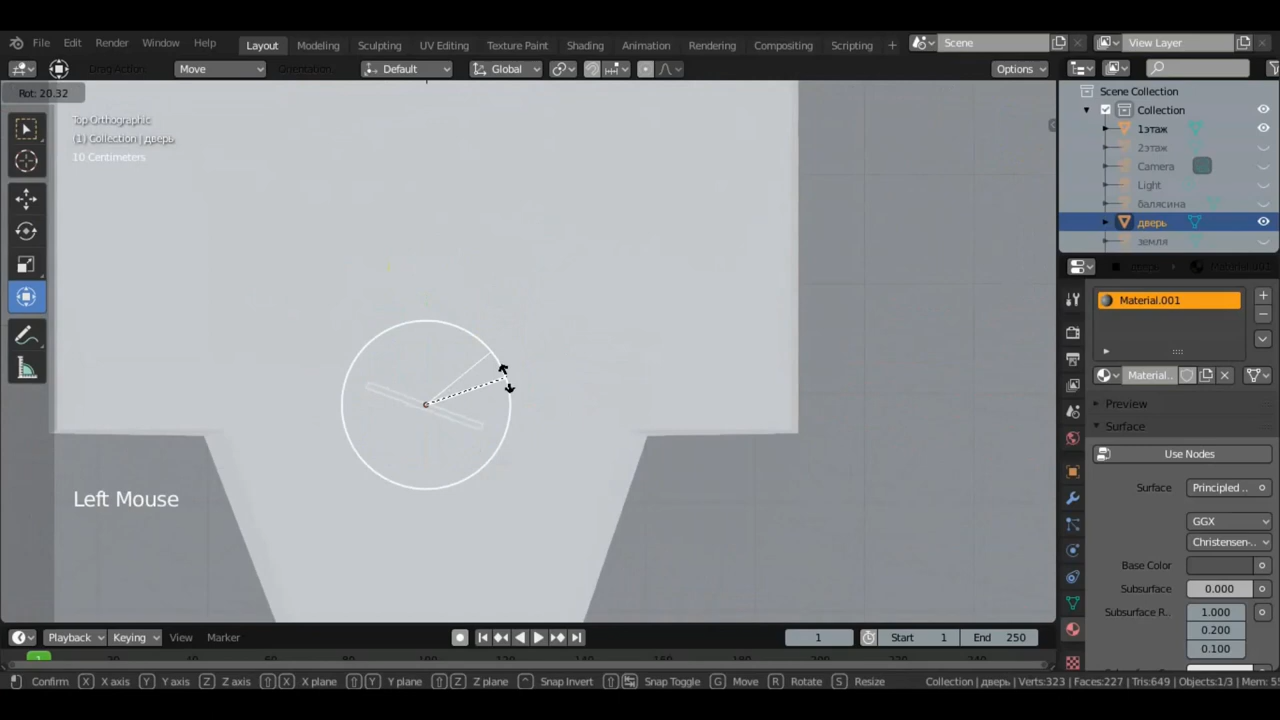 File Edit Render Window Help Layout Modeling Sculpting UV Editing Texture Paint Shading Animation Rendering Compositing Scripting + Scene View Layer
Drag Action Move Orientation Default Global Options
Rot: 20.32
Top Orthographic
(1) Collection | дверь
10 Centimeters
Left Mouse
Scene Collection
Collection
1этаж
2этаж
Camera
Light
балясина
дверь
земля
Material.001
Material..
Preview
Surface
Use Nodes
Surface Principled ..
GGX
Christensen-..
Base Color
Subsurface 0.000
Subsurface R.. 1.000
0.200
0.100
Playback Keying View Marker 1 Start 1 End 250
1
Confirm X X axis Y Y axis Z Z axis X X plane Y Y plane Z Z plane Snap Invert Snap Toggle G Move R Rotate S Resize Collection | дверь | Verts:323 | Faces:227 | Tris:649 | Objects:1/3 | Mem: 55